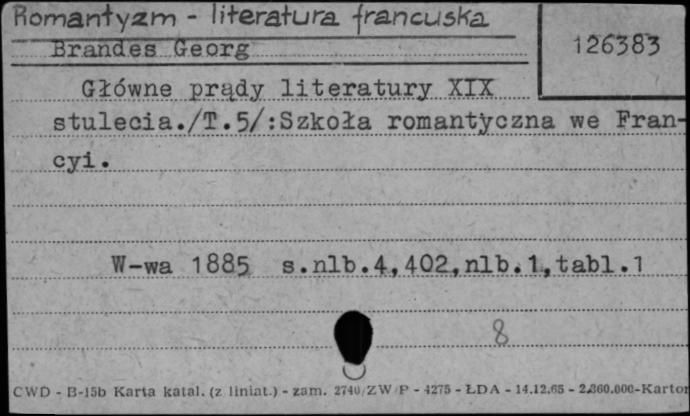 Romantyzm - literatura francuska
Brandes Georg
126383
Główne prądy literatury XIX
stulecia./T.5/:Szkoła romantyczna we Fran-
cyi.
W-wa 1885 s.nlb.4,402,nlb.1,tabl.1
8
CWD - B-15b Karta katal. (z liniat.) - zam. 2740/ZW/P - 4275 - ŁDA - 14.12.65 - 2.360.000-Karton